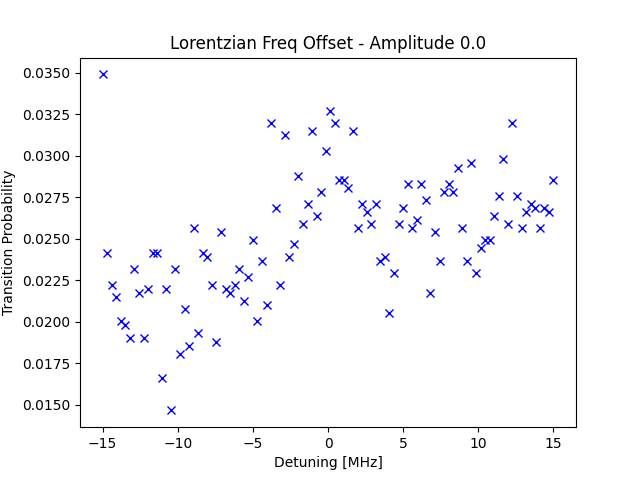 Lorentzian Freq Offset - Amplitude 0.0
Transition Probability
0.0350
0.0325
0.0300
0.0275
0.0250
0.0225
0.0200
0.0175
0.0150
−15 −10 −5 0 5 10 15
Detuning [MHz]